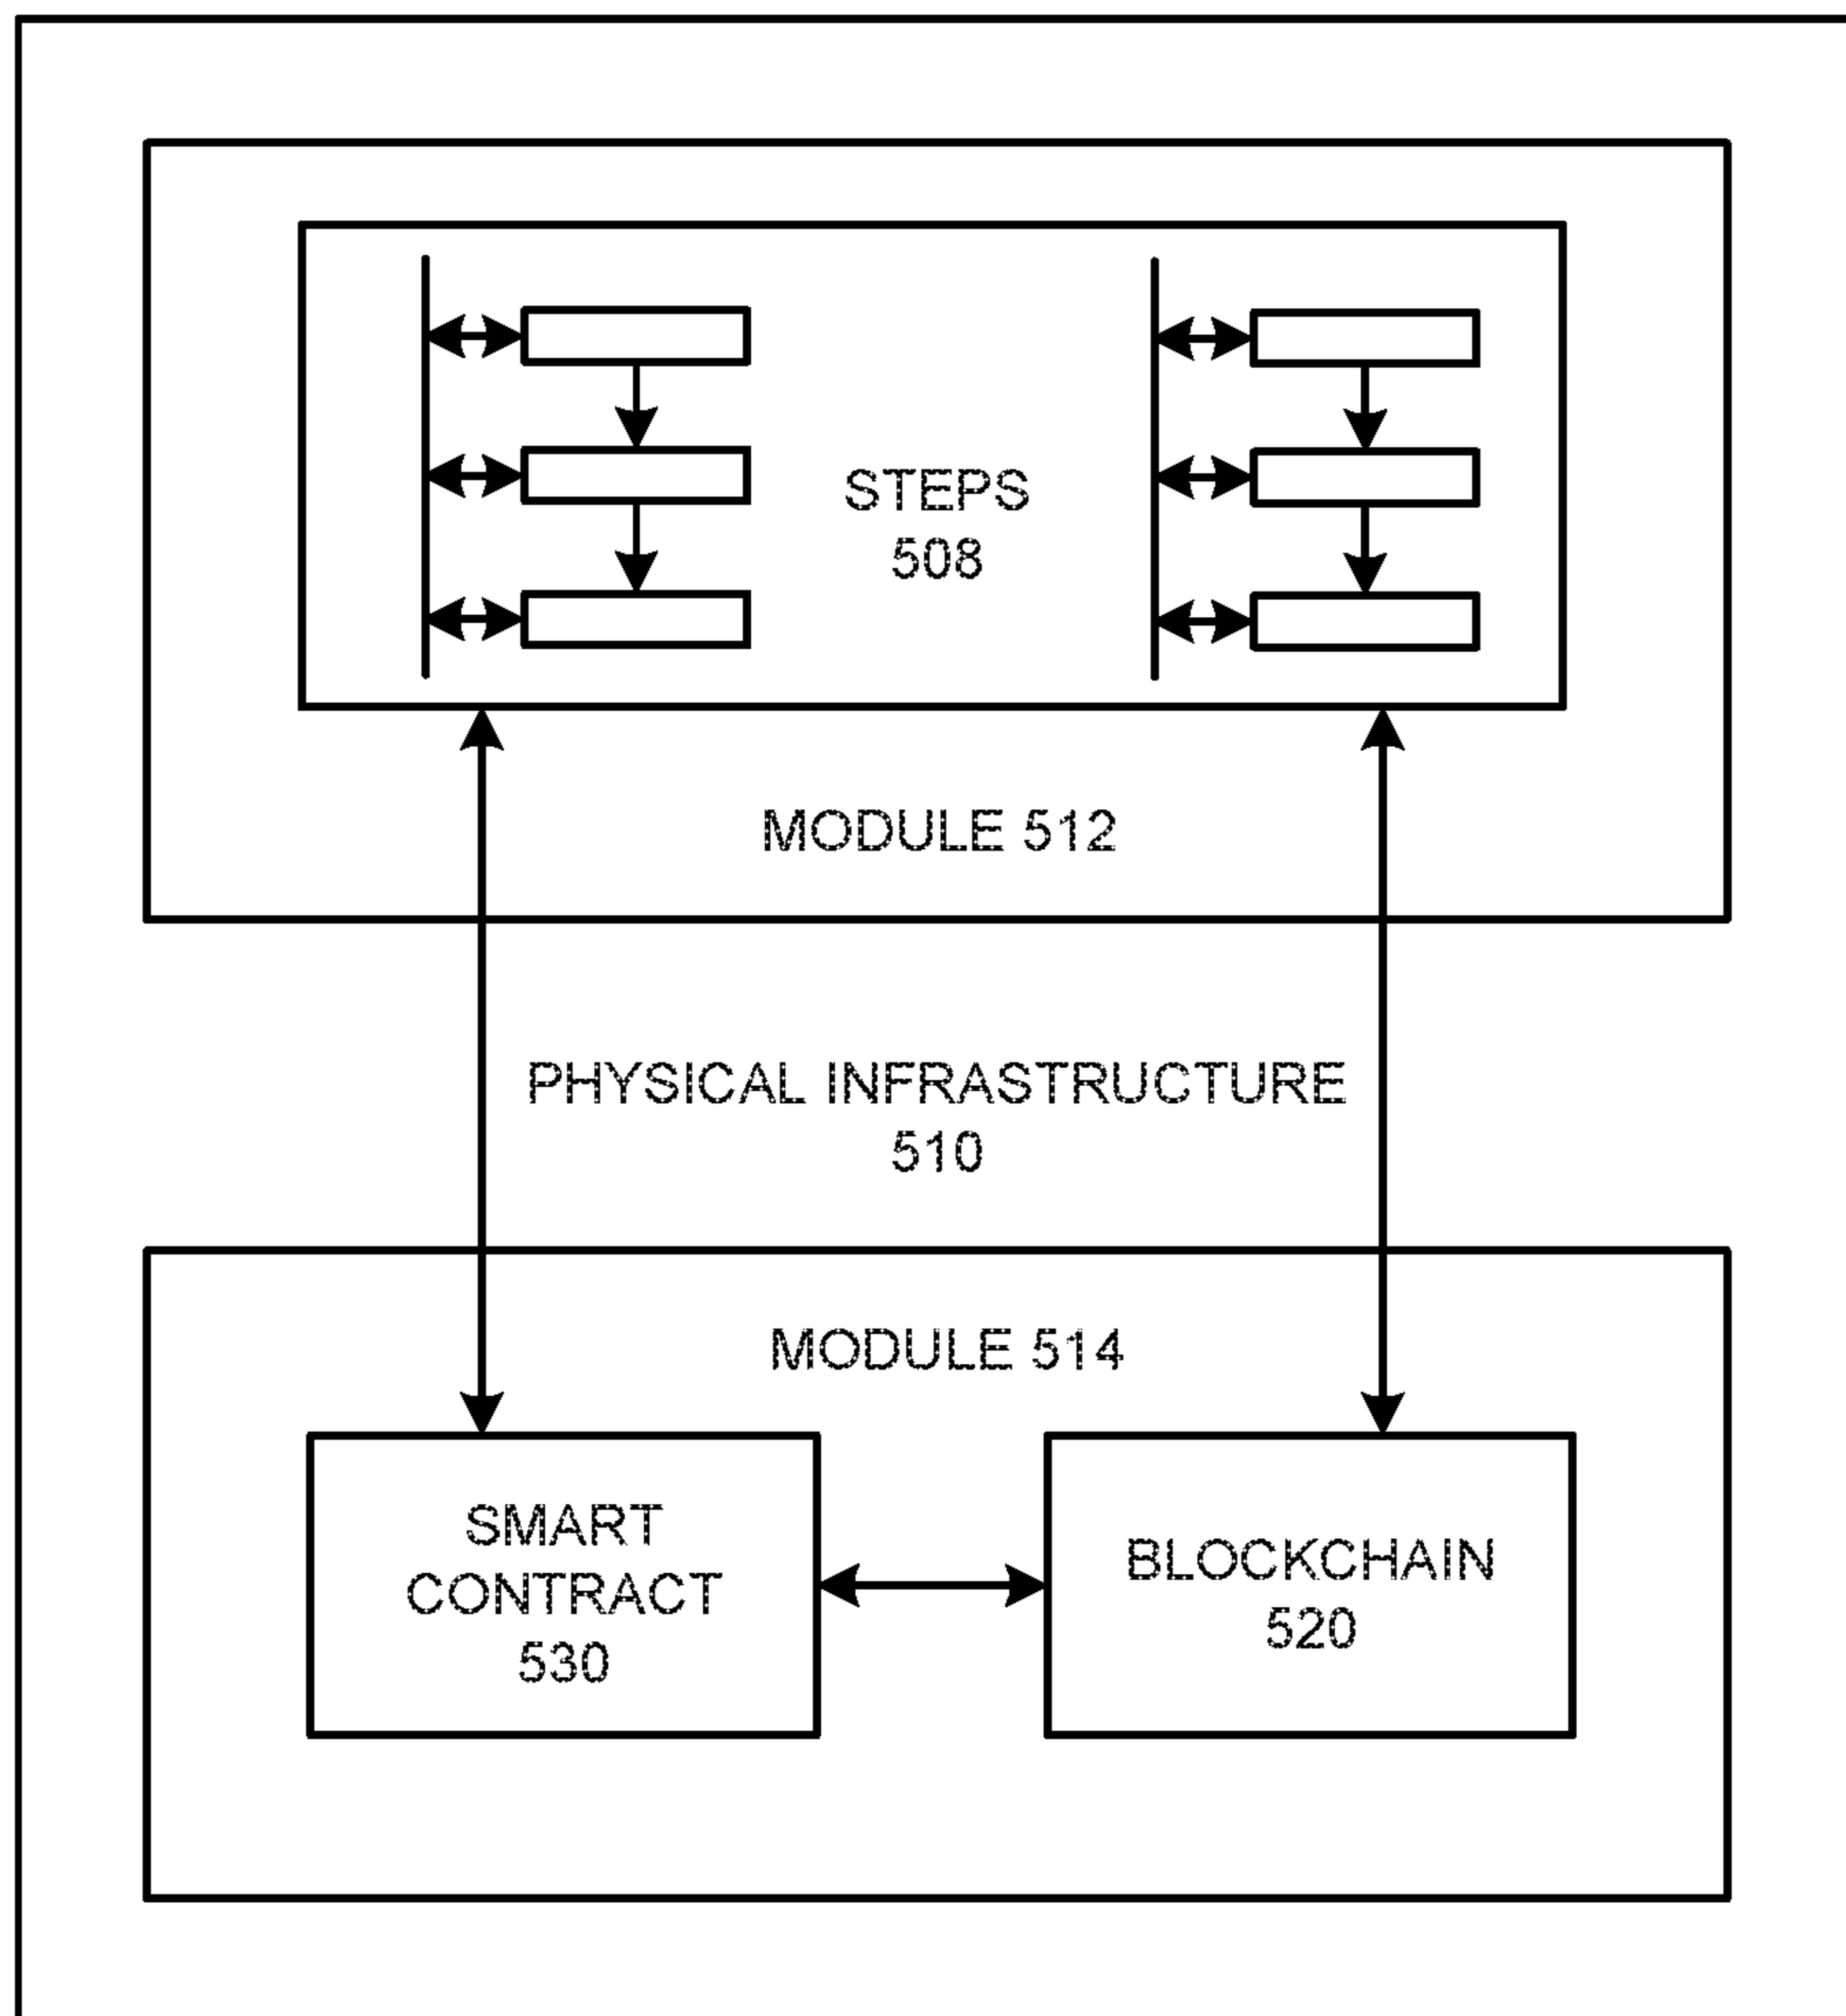 STEPS
508
MODULE 512
PHYSICAL INFRASTRUCTURE
510
MODULE 514
SMART
CONTRACT
530
BLOCKCHAIN
520